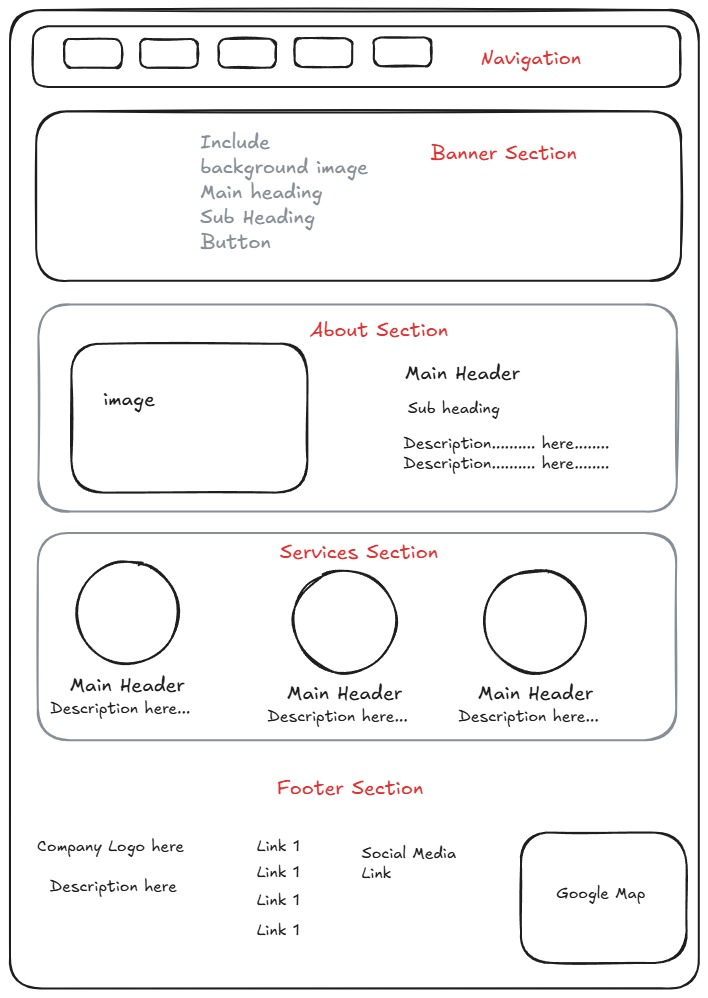 Navigation
Include
background image
Main heading
Sub Heading
Button
Banner Section
About Section
image
Main Header
Sub heading
Description.......... here........
Description.......... here........
Services Section
Main Header
Description here...
Main Header
Description here...
Main Header
Description here...
Footer Section
Company Logo here
Description here
Link 1
Link 1
Link 1
Link 1
Social Media
Link
Google Map